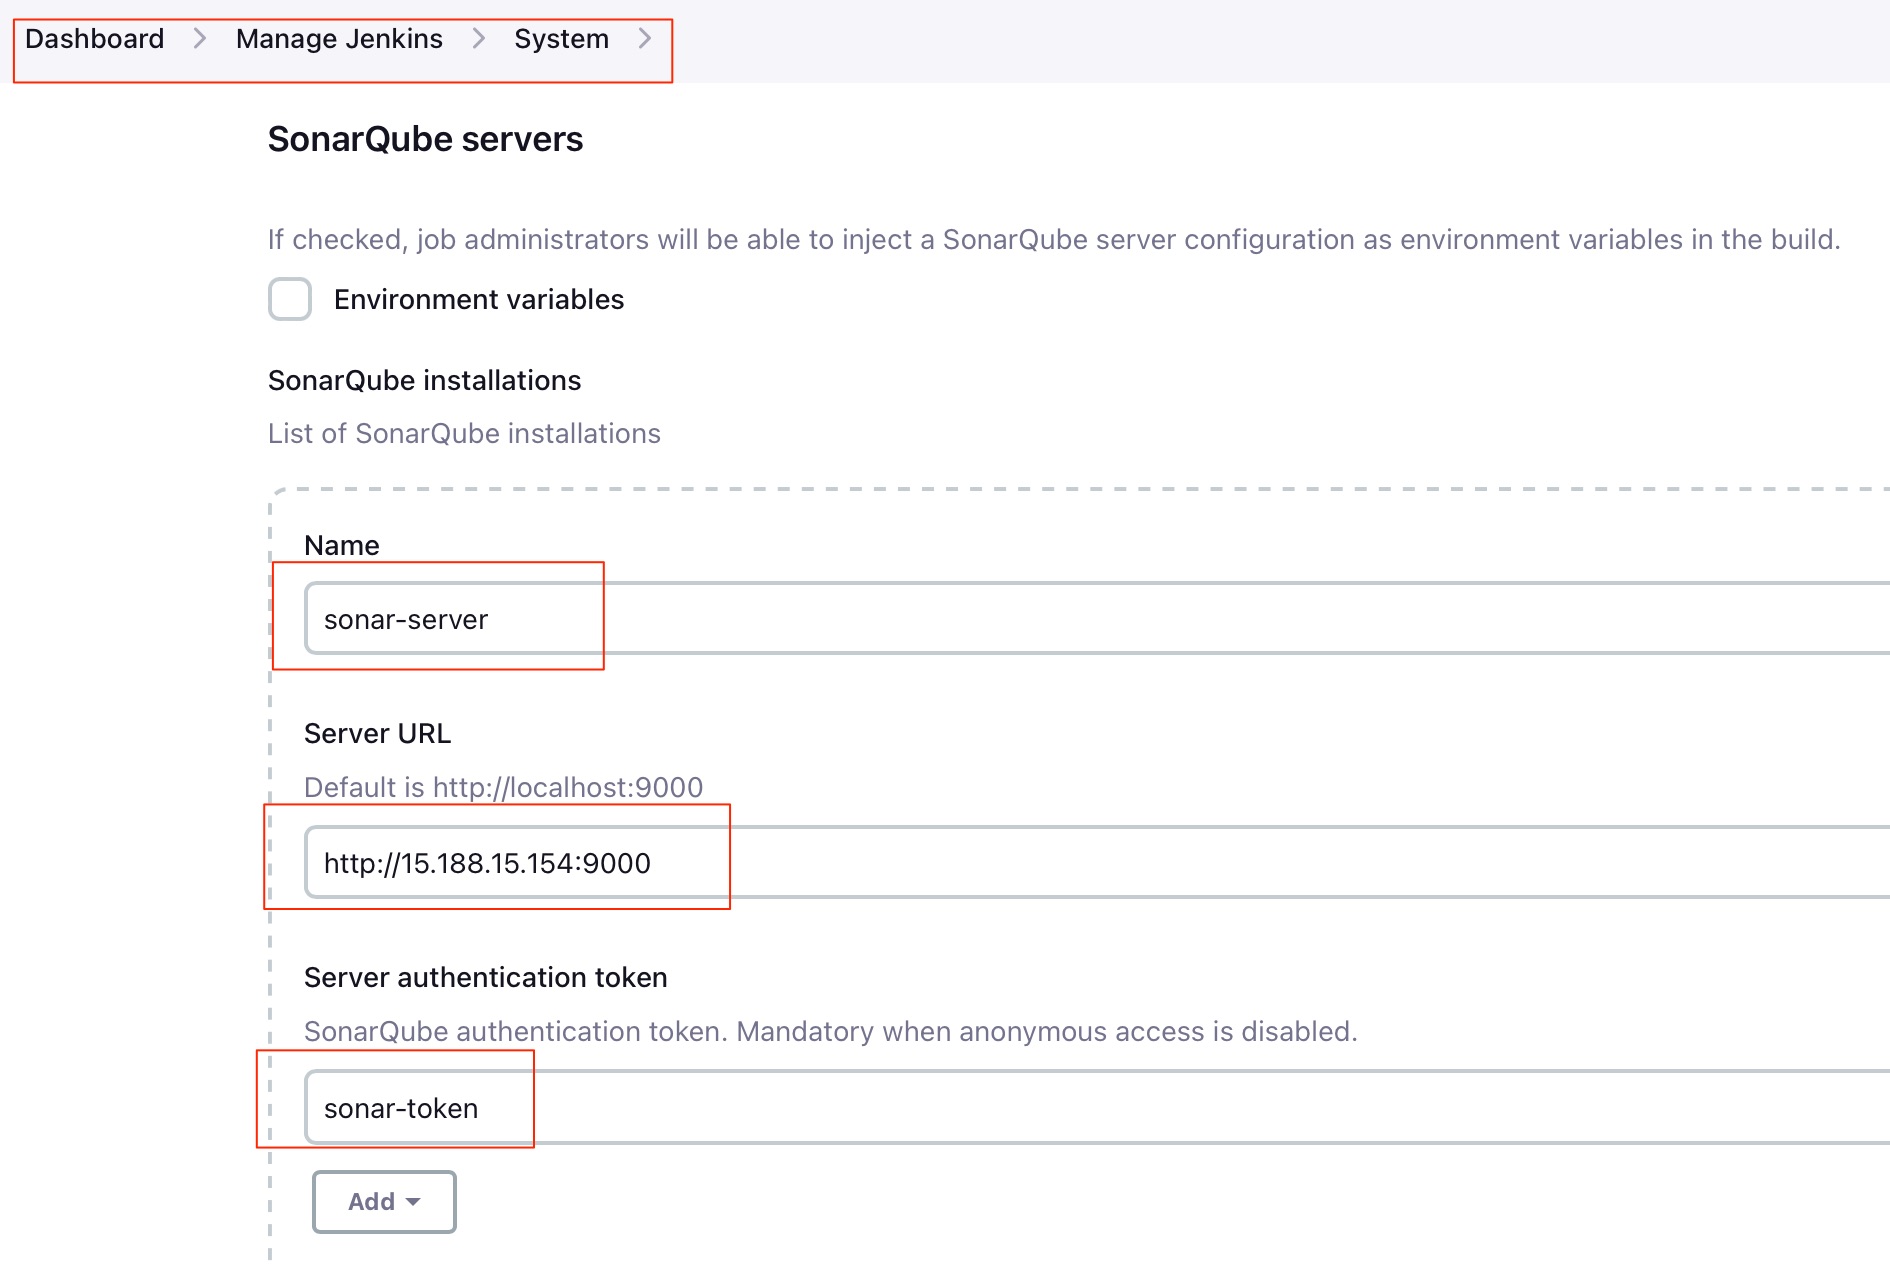 Dashboard > Manage Jenkins > System >
SonarQube servers
If checked, job administrators will be able to inject a SonarQube server configuration as environment variables in the build.
Environment variables
SonarQube installations
List of SonarQube installations
Name
sonar-server
Server URL
Default is http://localhost:9000
http://15.188.15.154:9000
Server authentication token
SonarQube authentication token. Mandatory when anonymous access is disabled.
sonar-token
Add